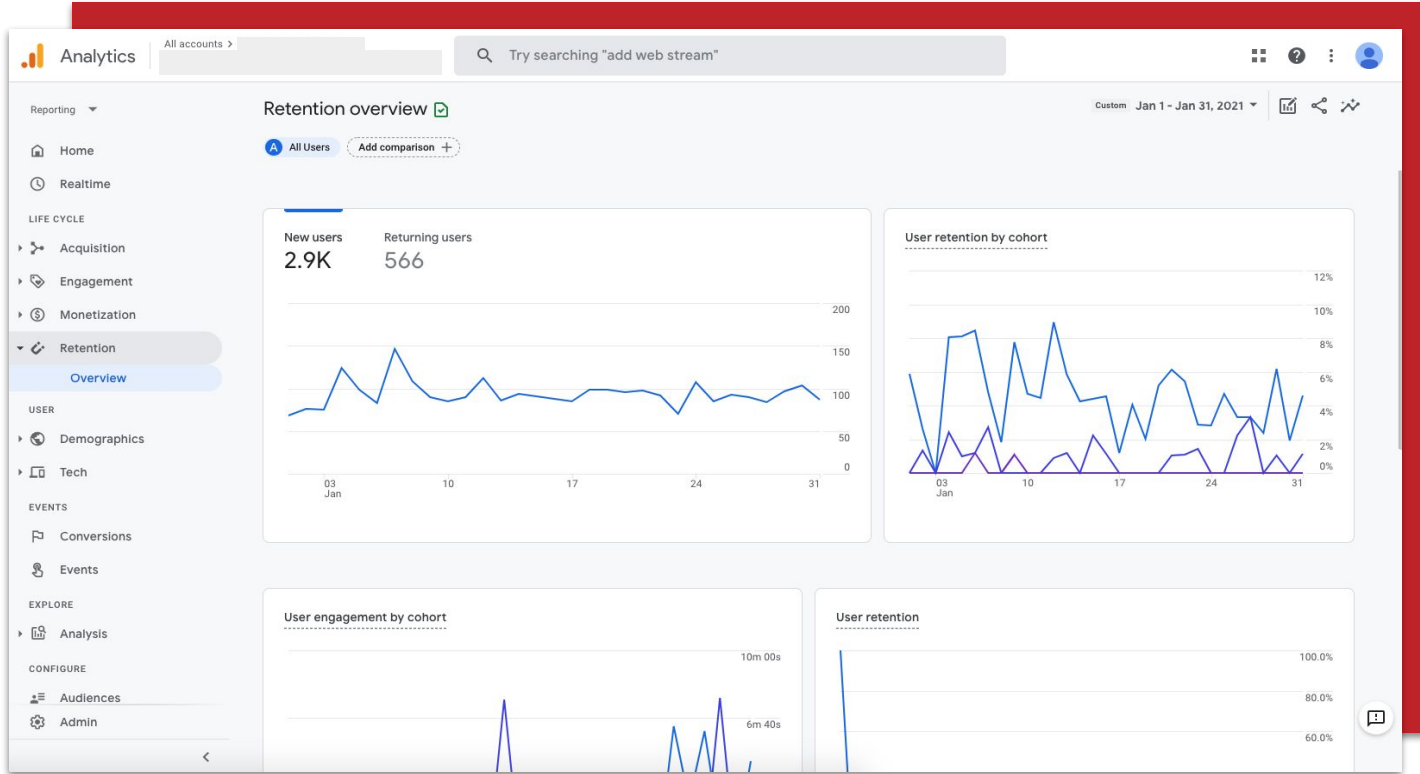 Analytics
All accounts >
Try searching "add web stream"
Reporting
Home
Realtime
LIFE CYCLE
Acquisition
Engagement
Monetization
Retention
Overview
USER
Demographics
Tech
EVENTS
Conversions
Events
EXPLORE
Analysis
CONFIGURE
Audiences
Admin
Retention overview
Custom Jan 1 - Jan 31, 2021
A All Users
Add comparison +
New users
2.9K
Returning users
566
200
150
100
50
0
03 10 17 24 31
Jan
User retention by cohort
12%
10%
8%
6%
4%
2%
0%
03 10 17 24 31
Jan
User engagement by cohort
10m 00s
6m 40s
User retention
100.0%
80.0%
60.0%